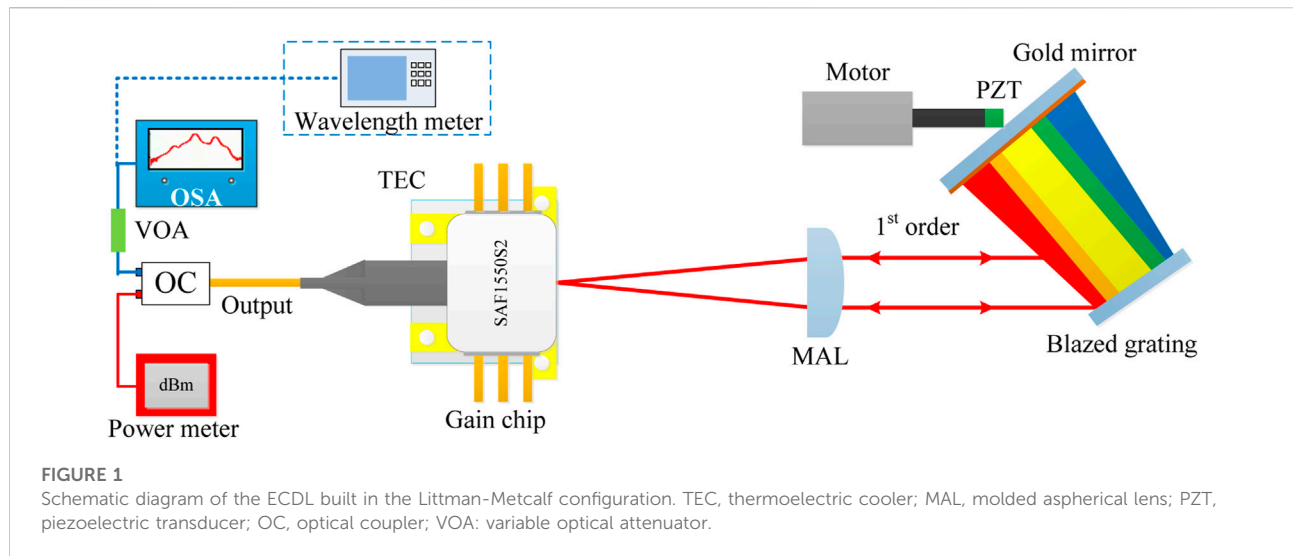 Gold mirror
Motor
PZT
Wavelength meter
OSA
TEC
VOA
1st order
SAF1550S2
OC
Output
MAL
Blazed grating
dBm
Power meter
Gain chip
FIGURE 1
Schematic diagram of the ECDL built in the Littman-Metcalf configuration. TEC, thermoelectric cooler; MAL, molded aspherical lens; PZT,
piezoelectric transducer; OC, optical coupler; VOA: variable optical attenuator.